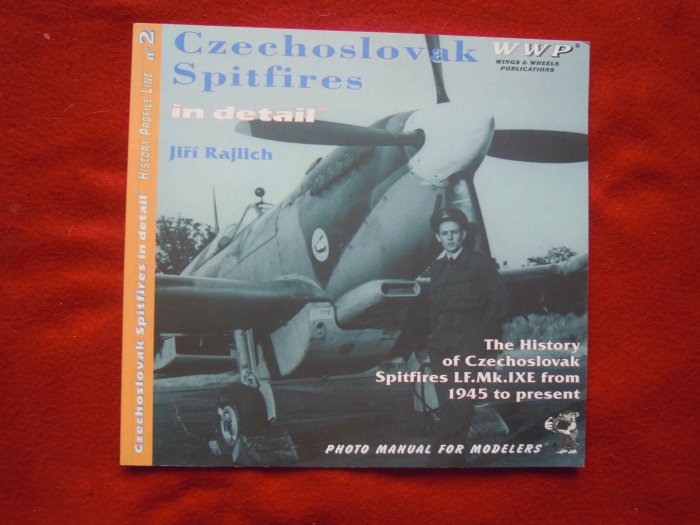 Czechoslovak
Spitfires
in detail
Jiří Rajlich
WWP®
WINGS & WHEELS
PUBLICATIONS
Czechoslovak Spitfires in detail HISTORY PROFILE LINE n° 2
The History
of Czechoslovak
Spitfires LF.Mk.IXE from
1945 to present
PHOTO MANUAL FOR MODELERS